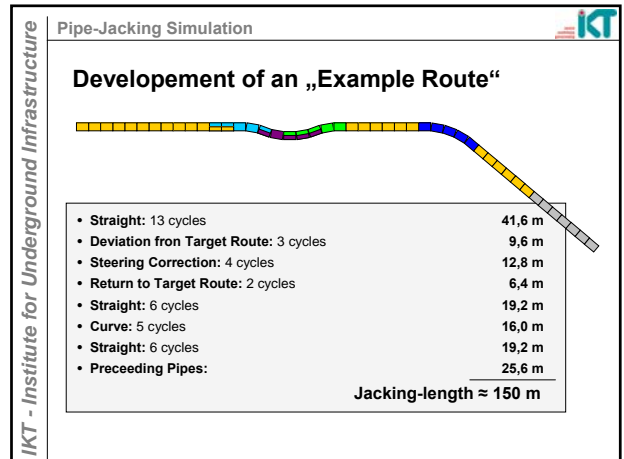 IKT - Institute for Underground Infrastructure
Pipe-Jacking Simulation
iKT
Developement of an „Example Route“
• Straight: 13 cycles 41,6 m
• Deviation fron Target Route: 3 cycles 9,6 m
• Steering Correction: 4 cycles 12,8 m
• Return to Target Route: 2 cycles 6,4 m
• Straight: 6 cycles 19,2 m
• Curve: 5 cycles 16,0 m
• Straight: 6 cycles 19,2 m
• Preceeding Pipes: 25,6 m
Jacking-length ≈ 150 m